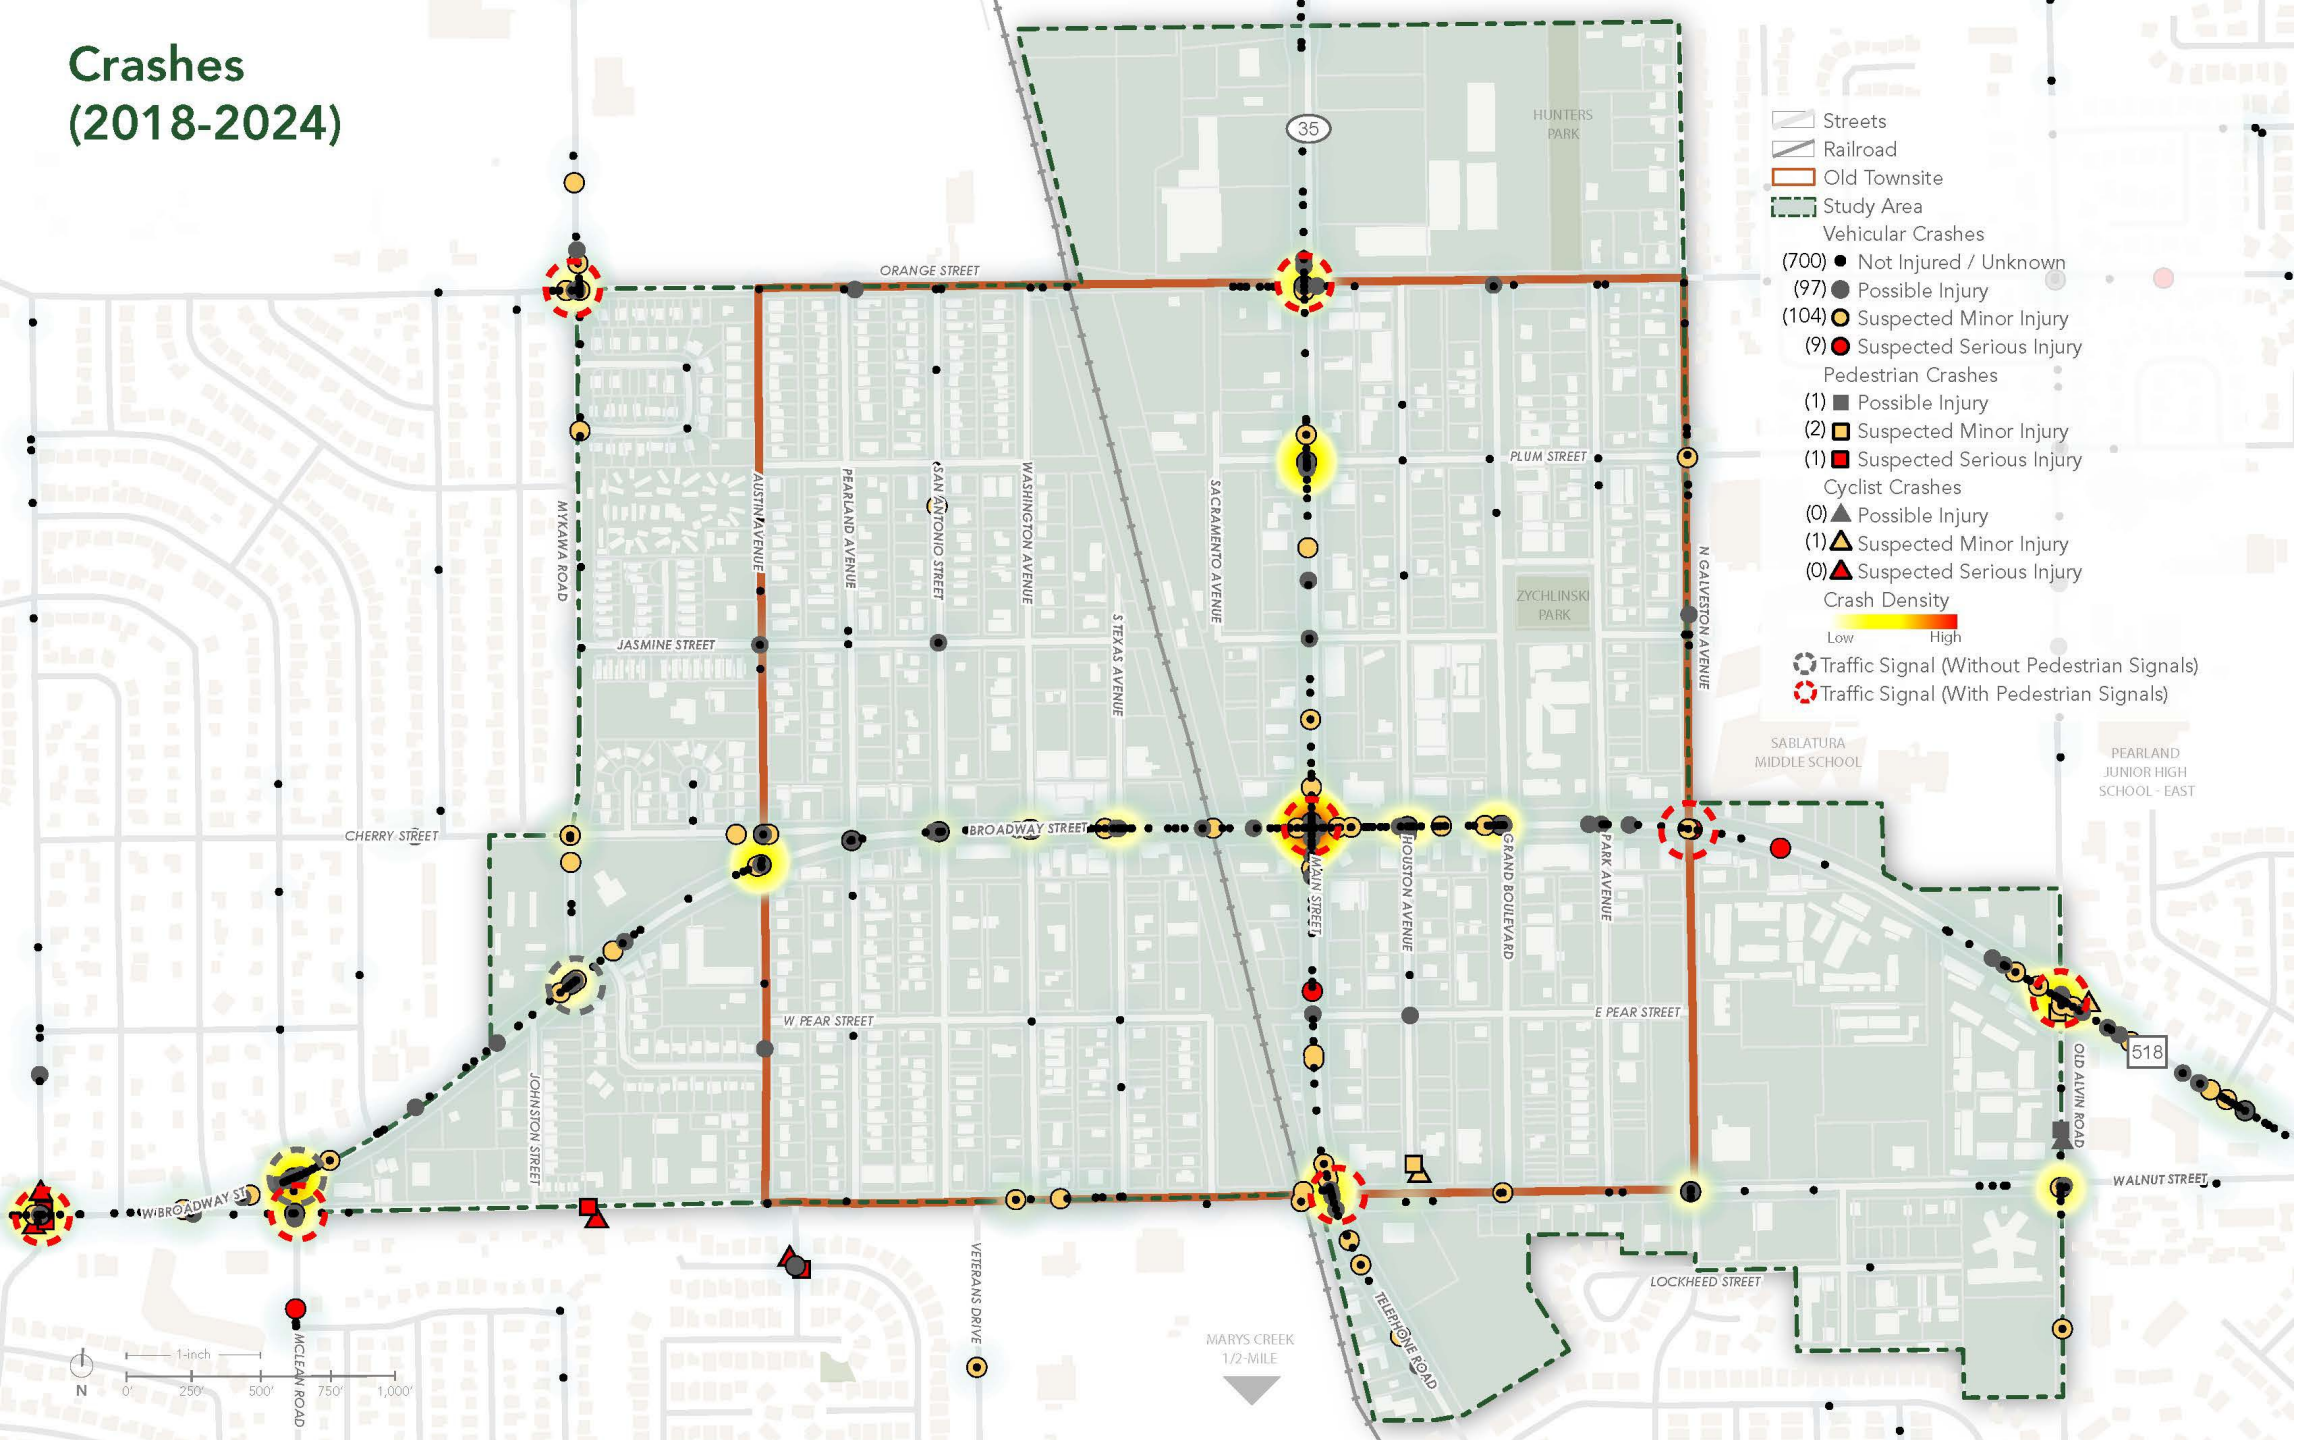 Crashes
(2018-2024)
35
HUNTERS
PARK
Streets
Railroad
Old Townsite
Study Area
Vehicular Crashes
(700) Not Injured / Unknown
(97) Possible Injury
(104) Suspected Minor Injury
(9) Suspected Serious Injury
Pedestrian Crashes
(1) Possible Injury
(2) Suspected Minor Injury
(1) Suspected Serious Injury
Cyclist Crashes
(0) Possible Injury
(1) Suspected Minor Injury
(0) Suspected Serious Injury
Crash Density
Low High
Traffic Signal (Without Pedestrian Signals)
Traffic Signal (With Pedestrian Signals)
ORANGE STREET
PLUM STREET
MYKAWA ROAD
AUSTIN AVENUE
PEARLAND AVENUE
SAN ANTONIO STREET
WASHINGTON AVENUE
SACRAMENTO AVENUE
S TEXAS AVENUE
N GALVESTON AVENUE
ZYCHLINSKI
PARK
JASMINE STREET
SABLATURA
MIDDLE SCHOOL
PEARLAND
JUNIOR HIGH
SCHOOL - EAST
CHERRY STREET
BROADWAY STREET
MAIN STREET
HOUSTON AVENUE
GRAND BOULEVARD
PARK AVENUE
W PEAR STREET
E PEAR STREET
518
JOHNSTON STREET
OLD ALVIN ROAD
W BROADWAY ST
WALNUT STREET
VETERANS DRIVE
LOCKHEED STREET
TELEPHONE ROAD
MARYS CREEK
1/2-MILE
MCLEAN ROAD
1-inch
N
0' 250' 500' 750' 1,000'